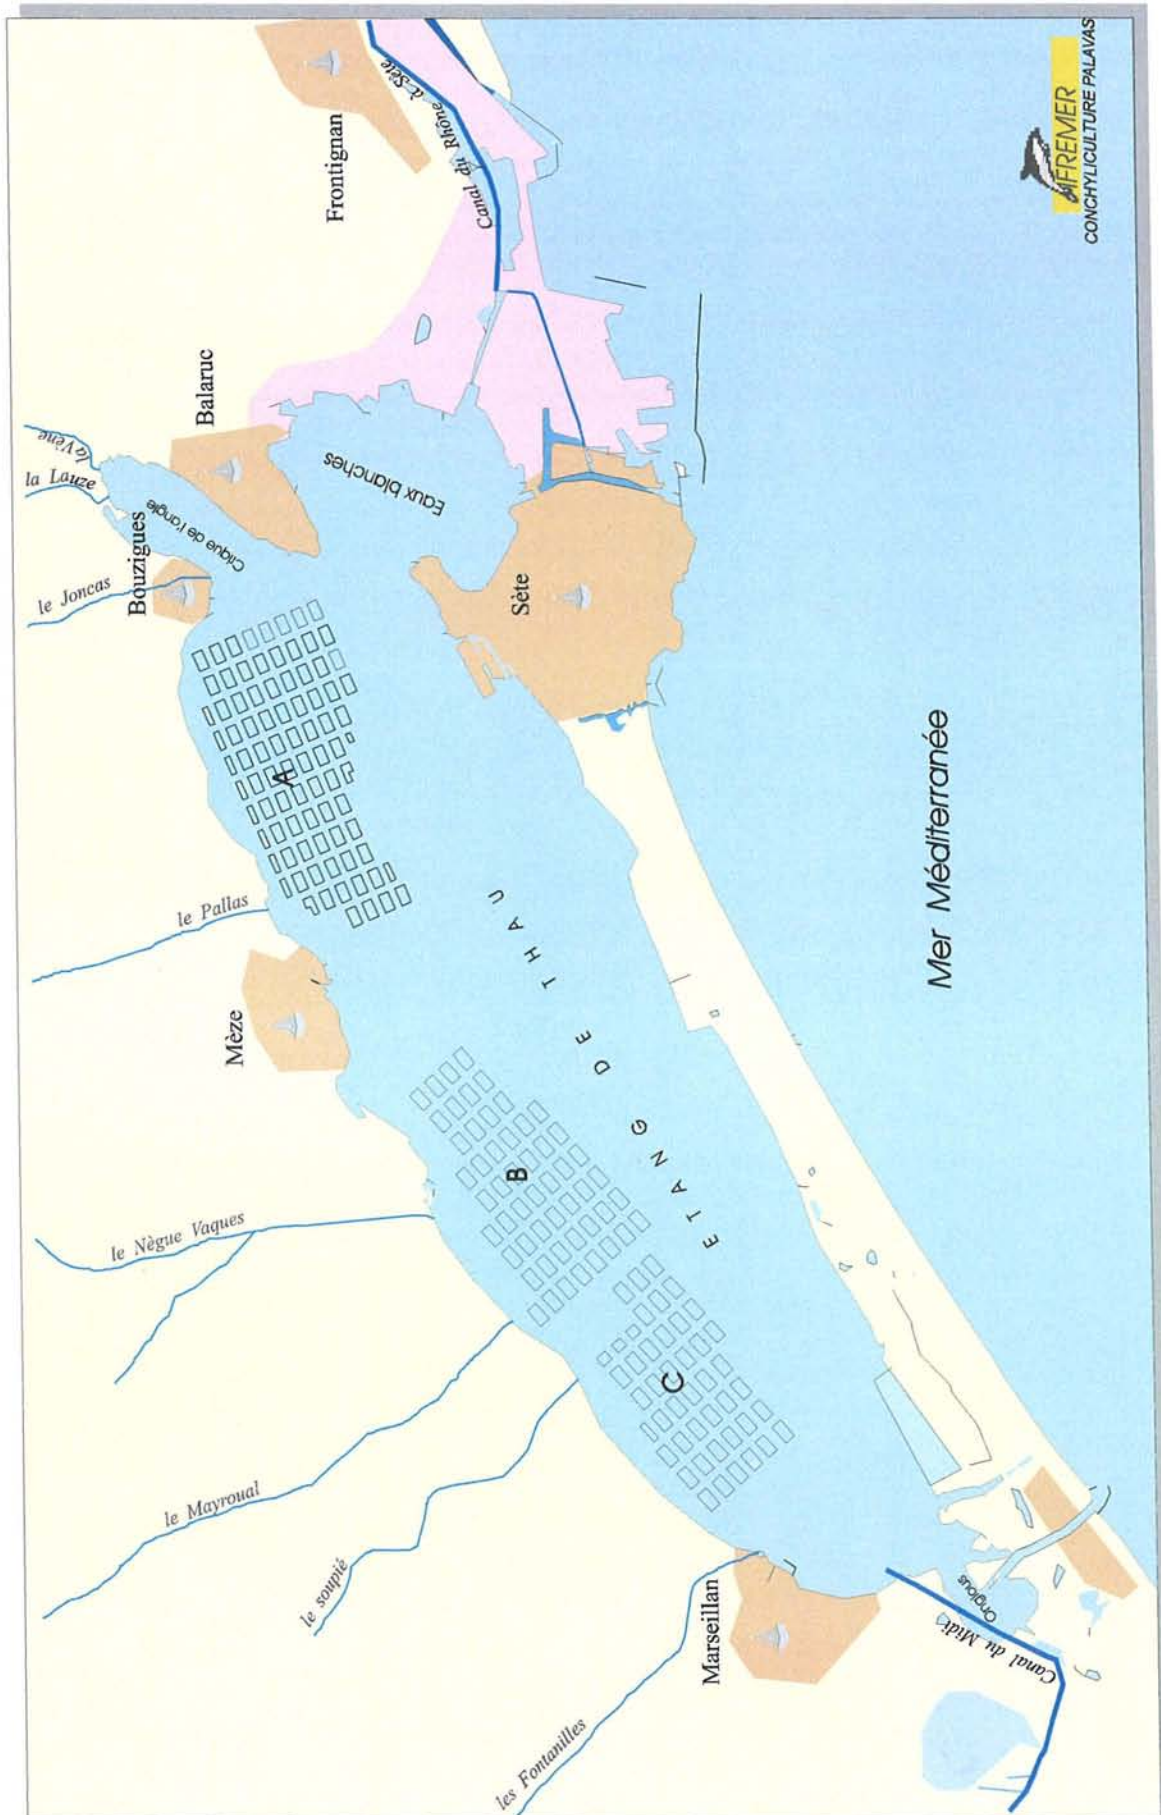 Frontignan
Canal du Rhône à Sète
IFREMER
CONCHYLICULTURE PALAVAS
Balaruc
la Vène
la Lauze
Crique de l'angle
Eaux blanches
Bouzigues
le Joncas
Sète
A
le Pallas
Mèze
ETANG DE THAU
Mer Méditerranée
B
le Nègue Vaques
C
le Mayroual
le soupié
Marseillan
Onglous
Canal du Midi
les Fontanilles